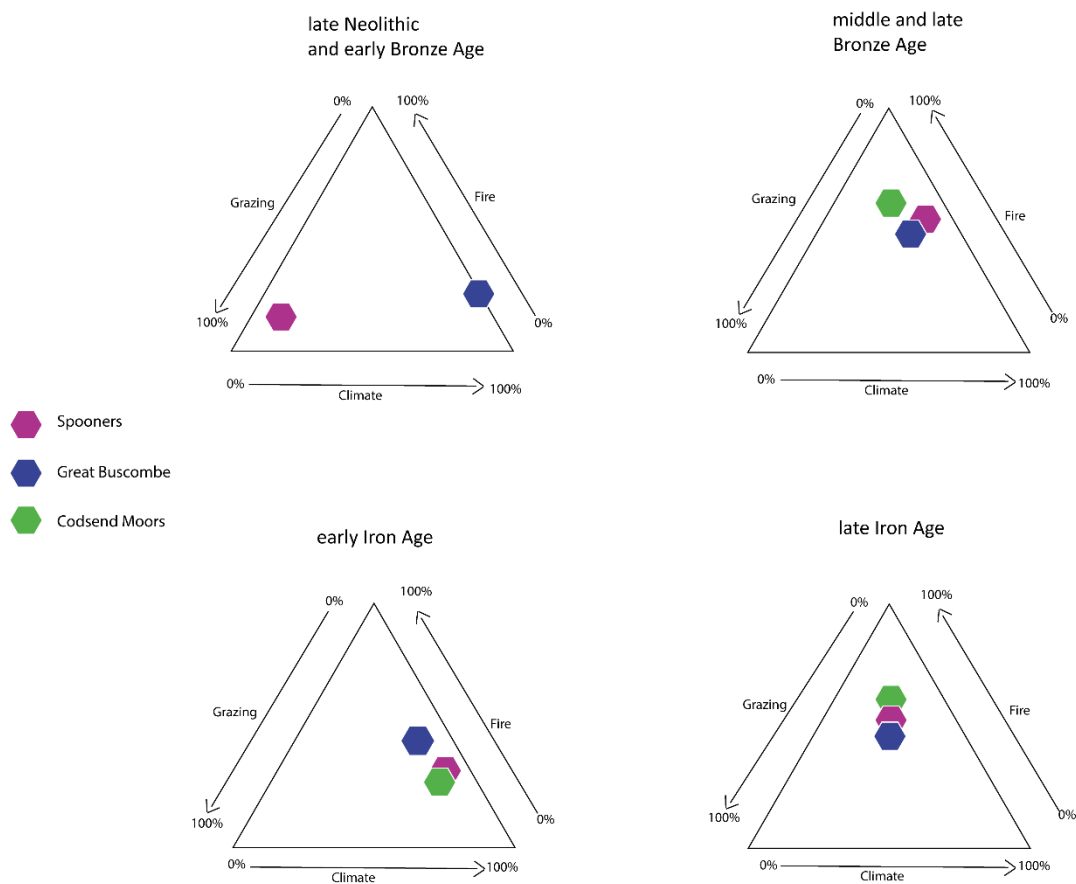 late Neolithic
and early Bronze Age
0%
100%
Grazing
Fire
100%
0%
0%
Climate
100%
middle and late
Bronze Age
0%
100%
Grazing
Fire
100%
0%
0%
Climate
100%
Spooners
Great Buscombe
Codsend Moors
early Iron Age
0%
100%
Grazing
Fire
100%
0%
0%
Climate
100%
late Iron Age
0%
100%
Grazing
Fire
100%
0%
0%
Climate
100%